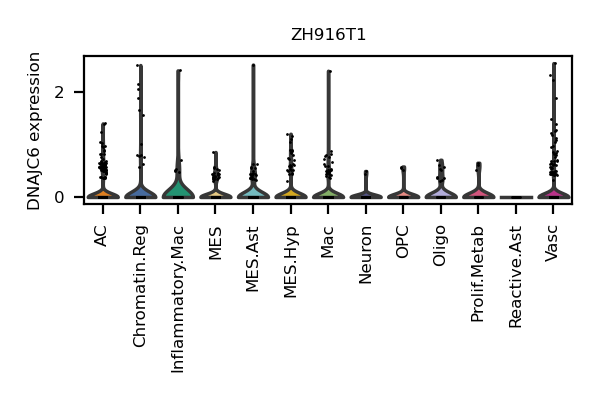 ZH916T1
DNAJC6 expression
2
0
AC
Chromatin.Reg
Inflammatory.Mac
MES
MES.Ast
MES.Hyp
Mac
Neuron
OPC
Oligo
Prolif.Metab
Reactive.Ast
Vasc